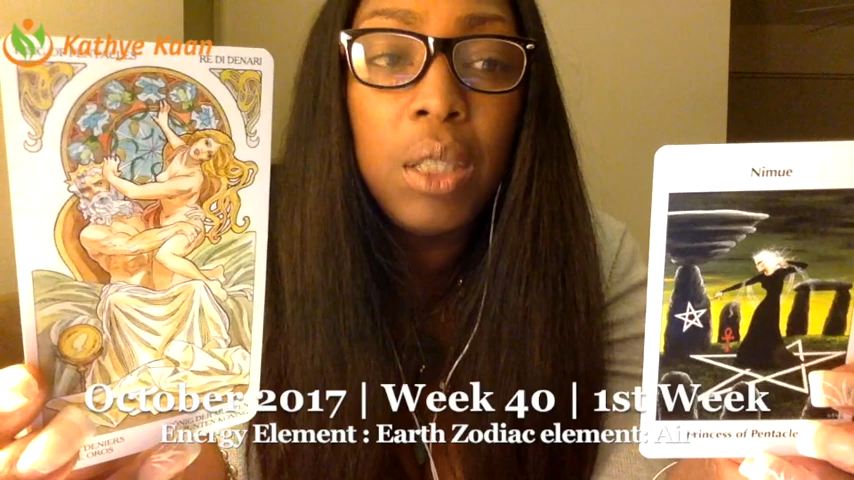 Kathye Kaan
PENTACLES
RE DI DENARI
Nimue
October 2017 | Week 40 | 1st Week
Energy Element : Earth Zodiac element: Air
Princess of Pentacle
DENIERS
OROS